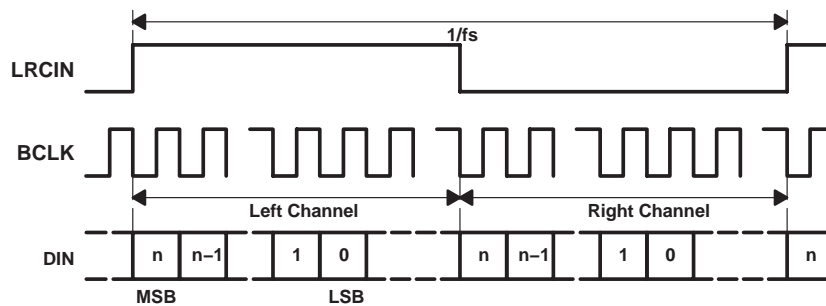 1/fs
LRCIN
BCLK
Left Channel Right Channel
DIN n n−1 1 0 n n−1 1 0 n
MSB LSB